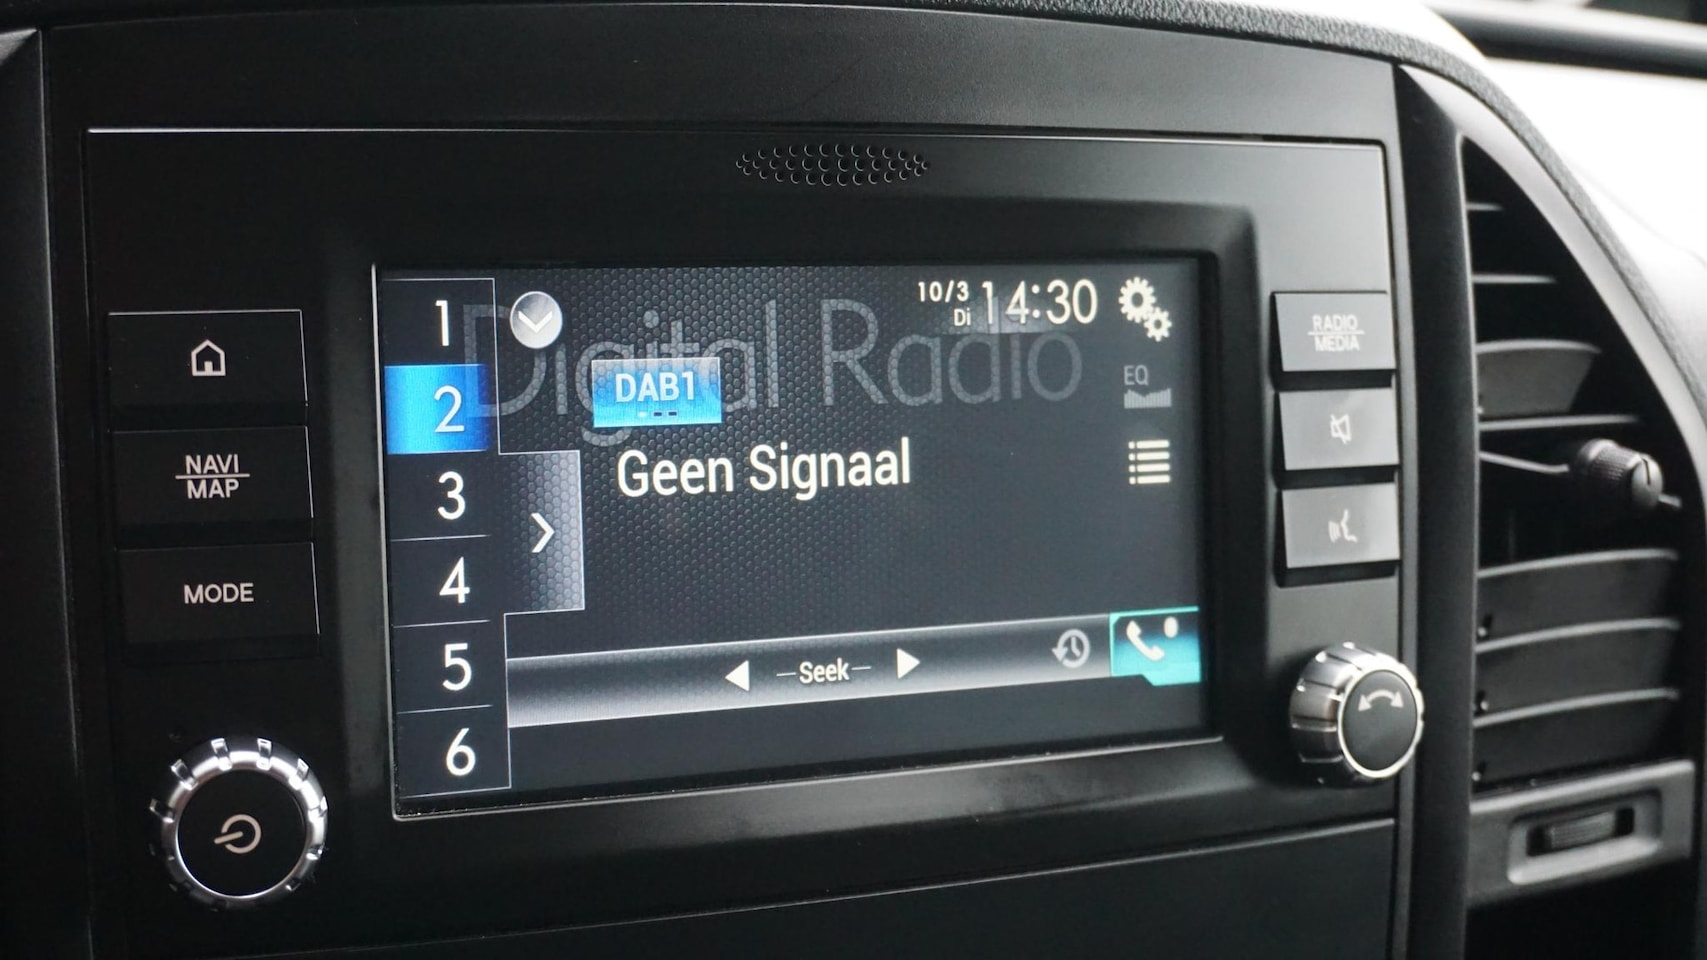 NAVI
MAP
MODE
1
2
3
4
5
6
Digital Radio
DAB1
10/3
Di
14:30
EQ
Geen Signaal
Seek
RADIO
MEDIA